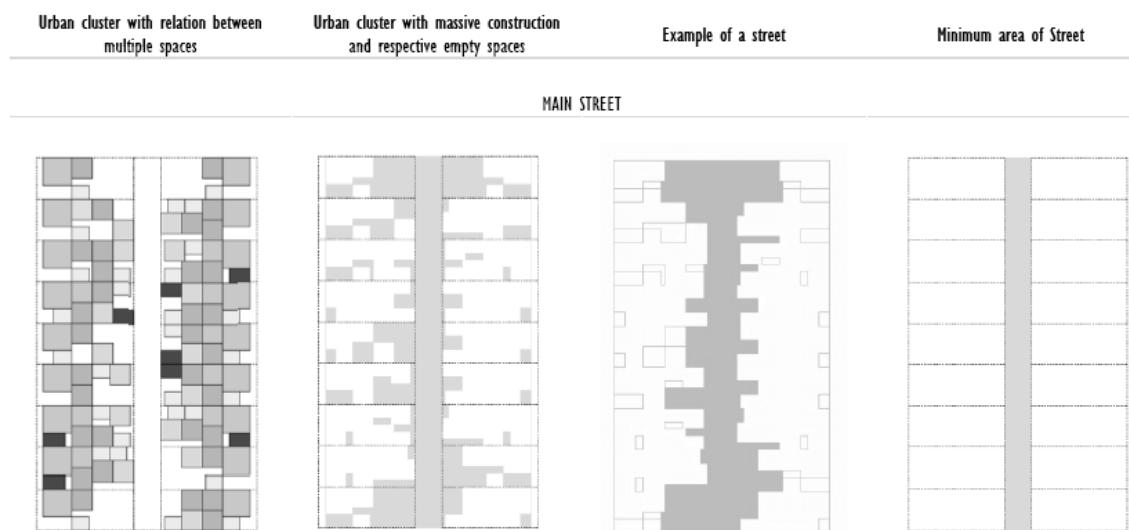 Urban cluster with relation between
multiple spaces
Urban cluster with massive construction
and respective empty spaces
Example of a street
Minimum area of Street
MAIN STREET